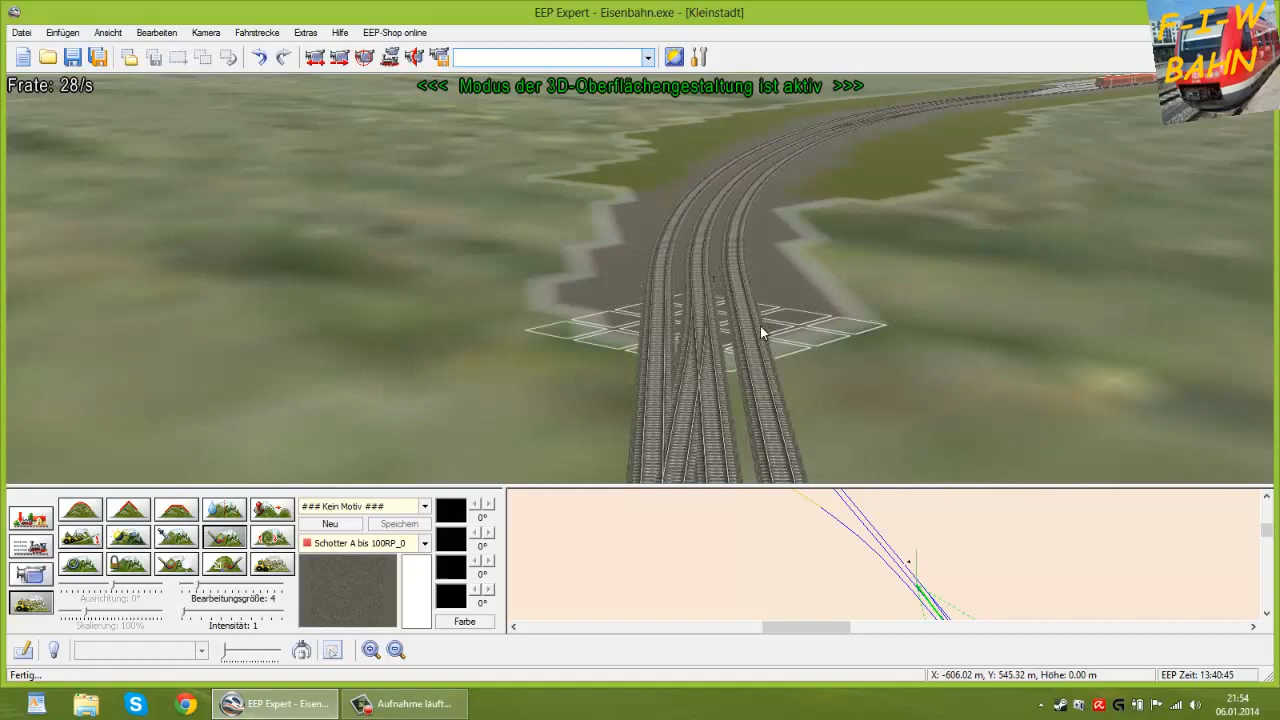 EEP Expert - Eisenbahn.exe - [Kleinstadt]
F-I-W
BAHN
Datei Einfügen Ansicht Bearbeiten Kamera Fahrstrecke Extras Hilfe EEP-Shop online
Frate: 28/s
<<< Modus der 3D-Oberflächengestaltung ist aktiv >>>
### Kein Motiv ###
Neu Speichern
Schotter A bis 100RP_0
0°
0°
0°
0°
Farbe
Ausrichtung: 0° Bearbeitungsgröße: 4
Skalierung: 100% Intensität: 1
Fertig...
X: -606.02 m, Y: 545.32 m, Höhe: 0.00 m
EEP Zeit: 13:40:45
EEP Expert - Eisen...
Aufnahme läuft...
21:54
06.01.2014